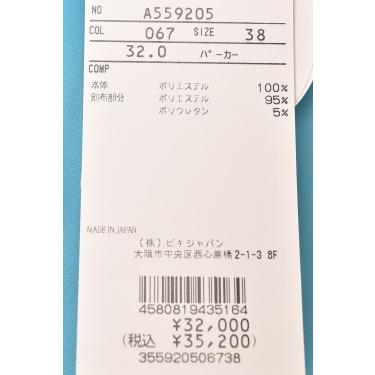 NO A559205
COL 067 SIZE 38
32.0 パーカー
COMP
本体 ポリエステル 100%
別布部分 ポリエステル 95%
ポリウレタン 5%
MADE IN JAPAN
(株)ビキジャパン
大阪市中央区西心斎橋2-1-3 8F
4580819435164
¥32,000
(税込 ¥35,200)
355920506738